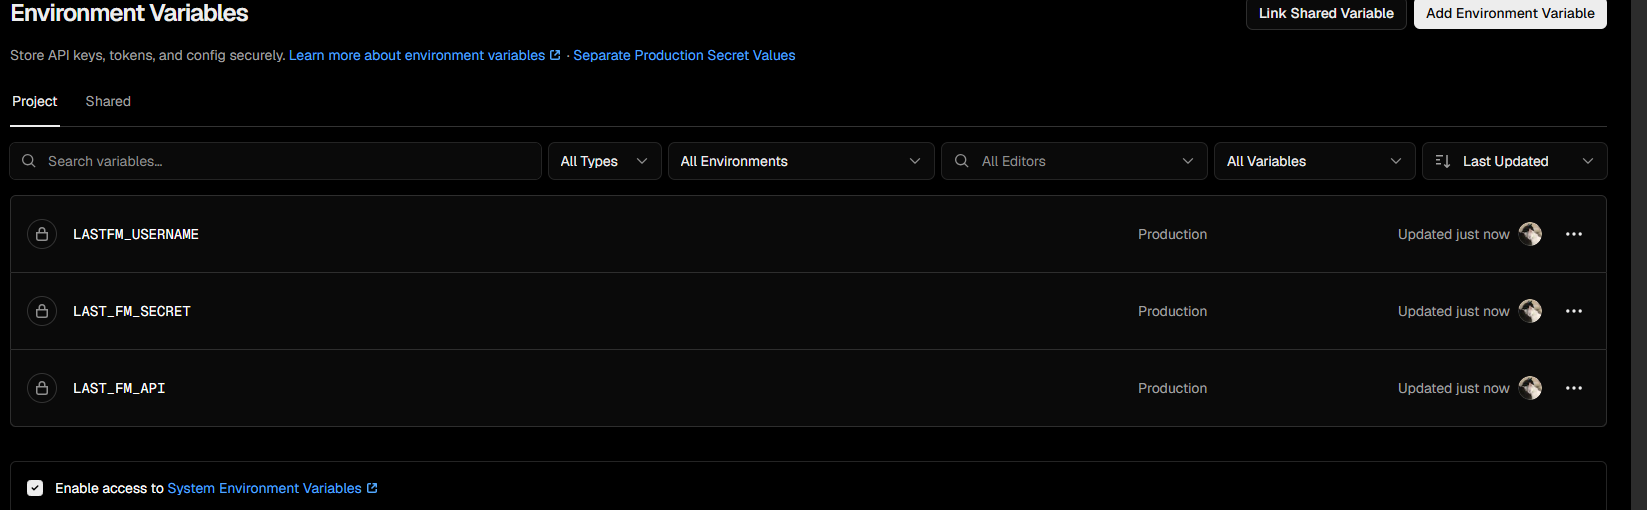 Environment Variables
Link Shared Variable
Add Environment Variable
Store API keys, tokens, and config securely. Learn more about environment variables · Separate Production Secret Values
Project
Shared
Search variables...
All Types
All Environments
All Editors
All Variables
Last Updated
LASTFM_USERNAME
Production
Updated just now
LAST_FM_SECRET
Production
Updated just now
LAST_FM_API
Production
Updated just now
Enable access to System Environment Variables